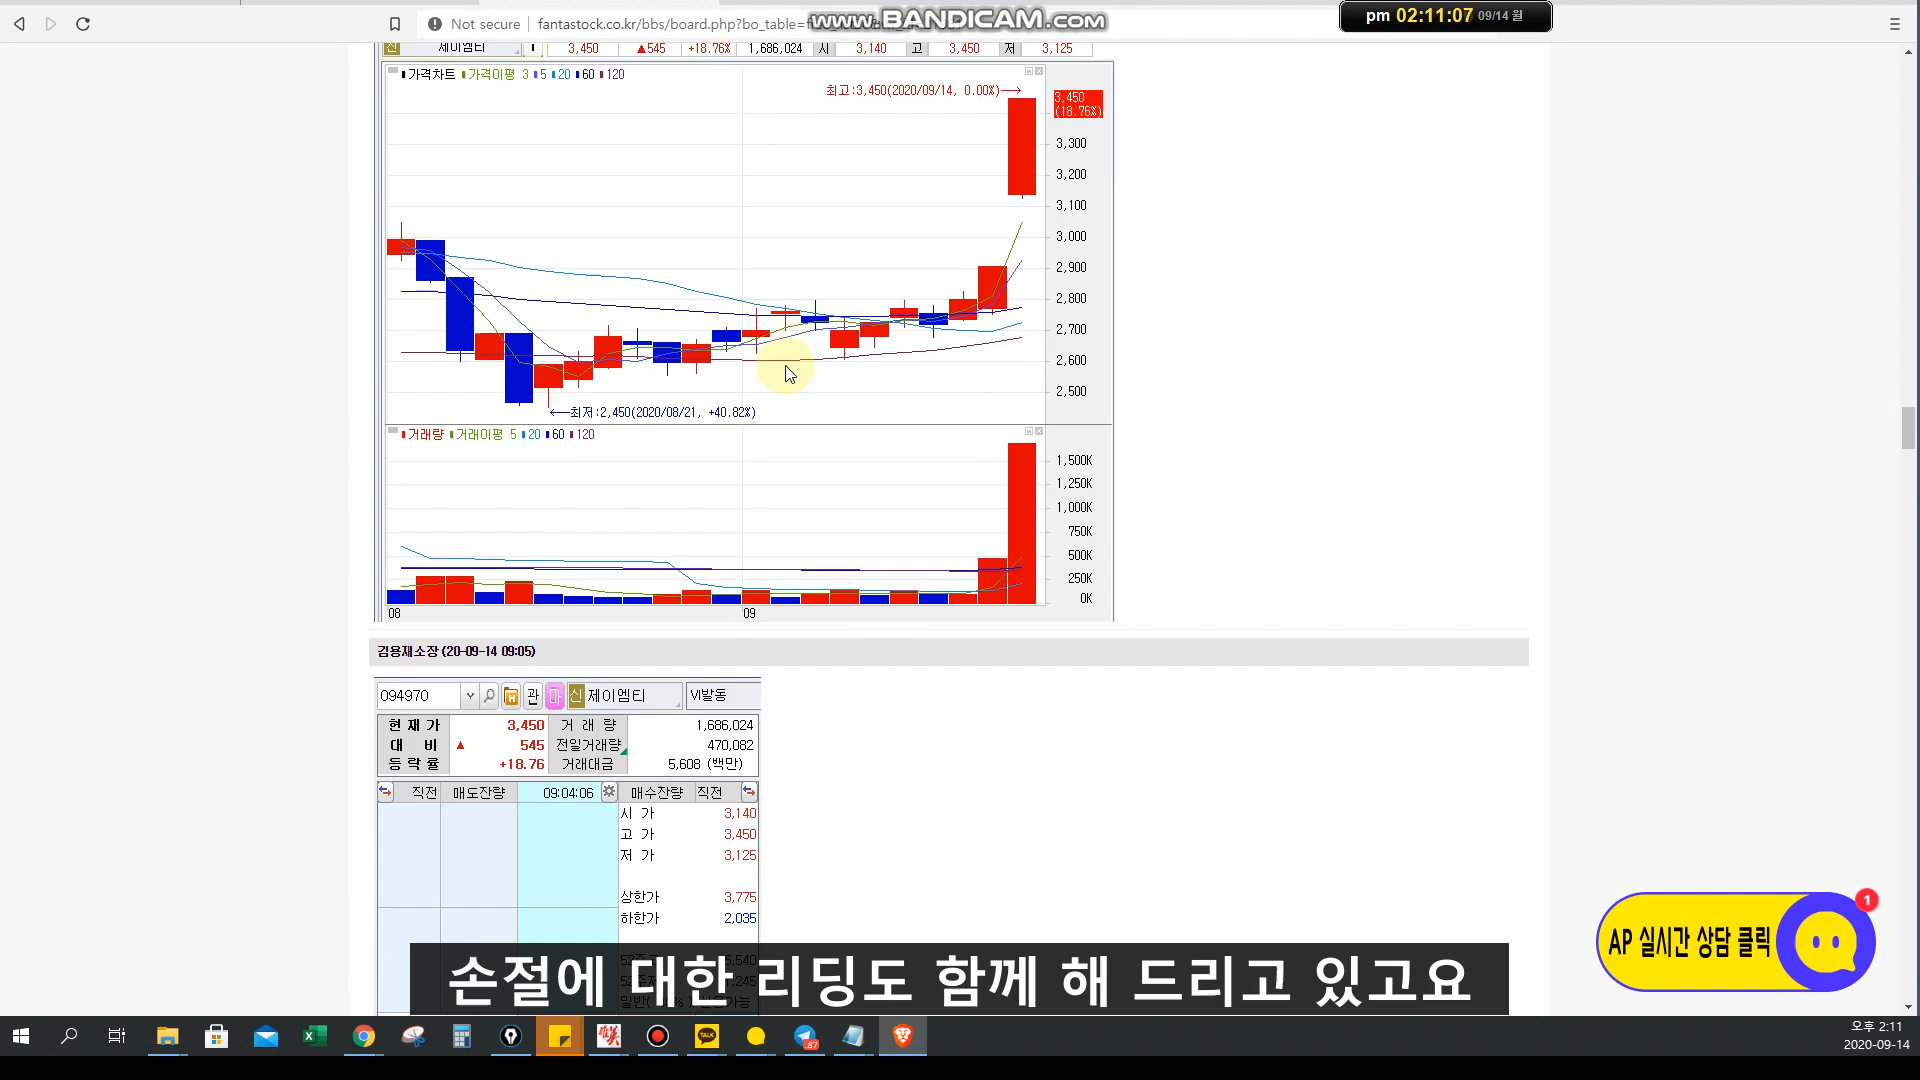 Not secure fantastock.co.kr/bbs/board.php?bo_table=
www.BANDICAM.com
pm 02:11:07 09/14 월
신 제이엠티 3,450 ▲545 +18.76% 1,686,024 시 3,140 고 3,450 저 3,125
가격차트 가격이평 3 5 20 60 120
최고:3,450(2020/09/14, 0.00%)
3,450
(18.76%)
3,300
3,200
3,100
3,000
2,900
2,800
2,700
2,600
2,500
최저:2,450(2020/08/21, +40.82%)
거래량 거래이평 5 20 60 120
1,500K
1,250K
1,000K
750K
500K
250K
0K
08 09
김용재소장 (20-09-14 09:05)
094970 관 마 신 제이엠티 VI발동
현재가 3,450 거래량 1,686,024
대비 ▲ 545 전일거래량 470,082
등락률 +18.76 거래대금 5,608 (백만)
직전 매도잔량 09:04:06 매수잔량 직전
시가 3,140
고가 3,450
저가 3,125
상한가 3,775
하한가 2,035
손절에 대한 리딩도 함께 해 드리고 있고요
AP 실시간 상담 클릭
1
TALK
87
오후 2:11
2020-09-14